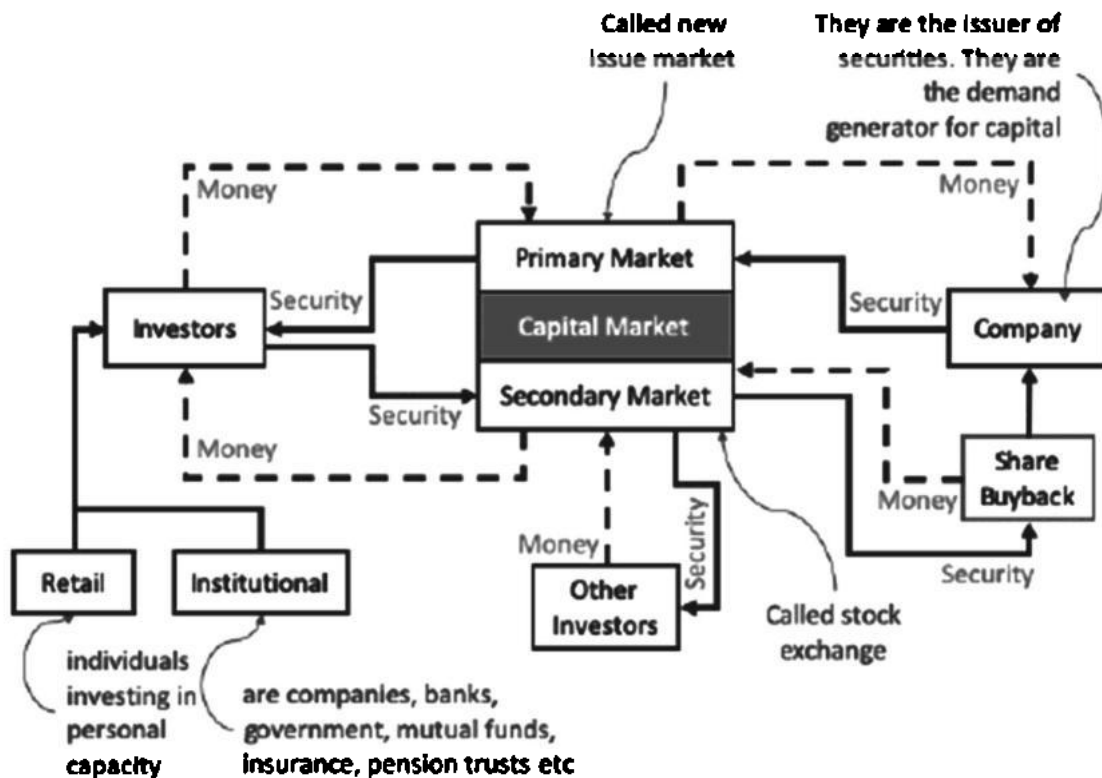 Called new
issue market
They are the issuer of
securities. They are
the demand
generator for capital
Money
Money
Primary Market
Security
Security
Investors
Capital Market
Company
Security
Secondary Market
Money
Money
Share
Buyback
Security
Money
Security
Retail
Institutional
Other
Investors
Called stock
exchange
individuals
investing in
personal
capacity
are companies, banks,
government, mutual funds,
insurance, pension trusts etc